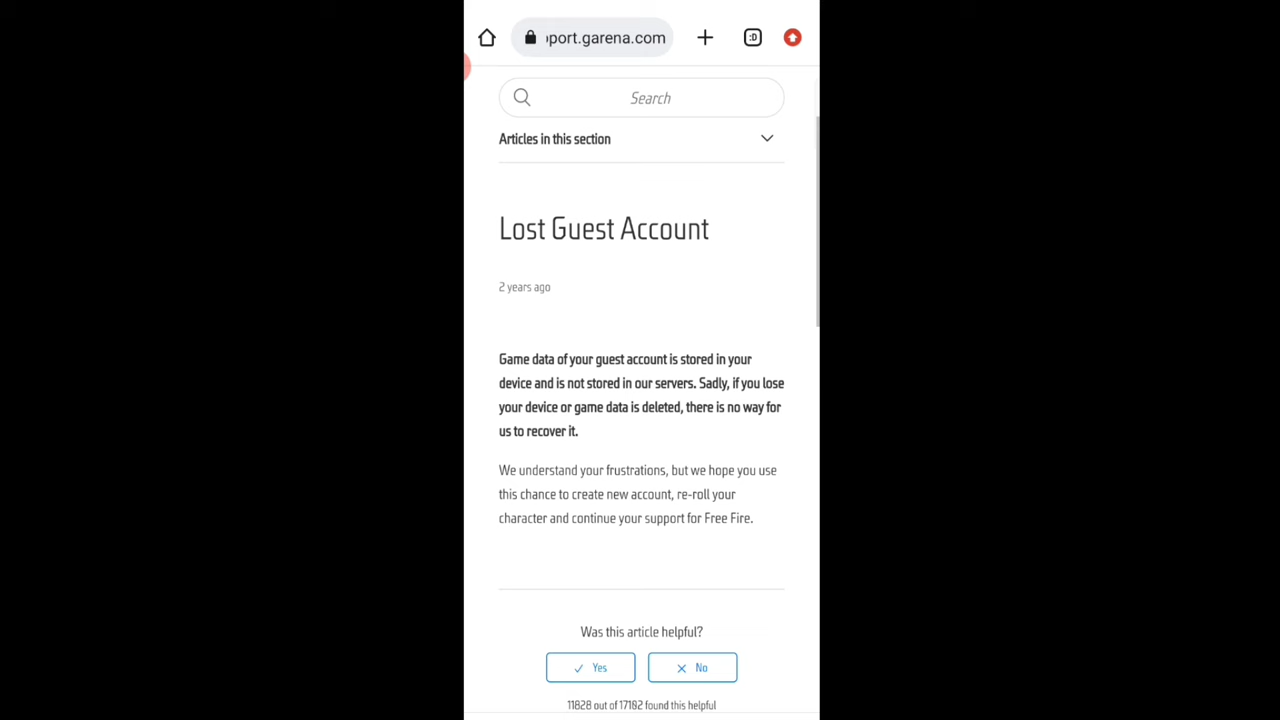 port.garena.com
:D
Search
Articles in this section
Lost Guest Account
2 years ago
Game data of your guest account is stored in your
device and is not stored in our servers. Sadly, if you lose
your device or game data is deleted, there is no way for
us to recover it.
We understand your frustrations, but we hope you use
this chance to create new account, re-roll your
character and continue your support for Free Fire.
Was this article helpful?
Yes
No
11828 out of 17182 found this helpful